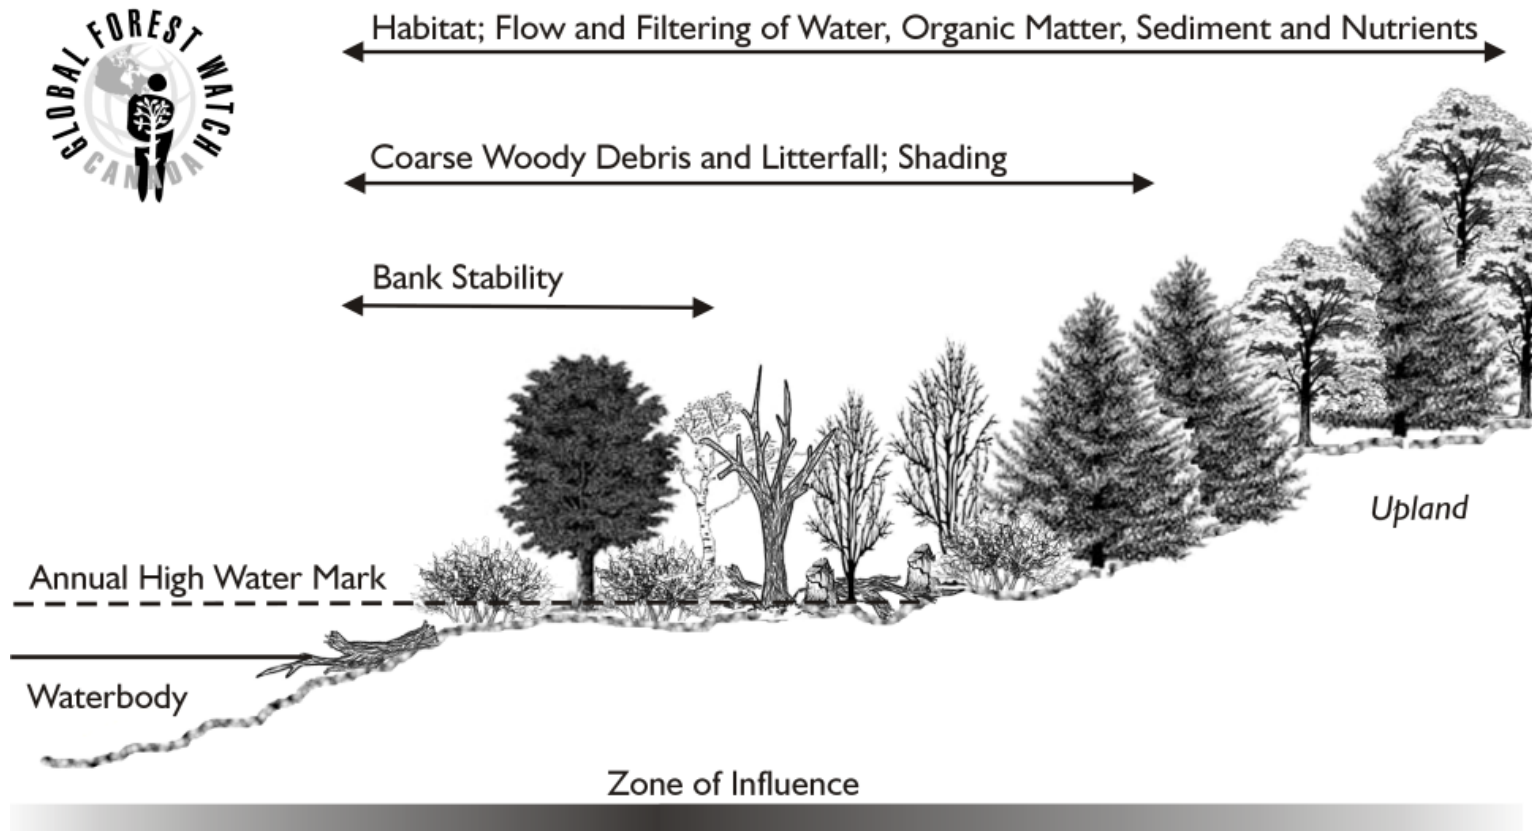 GLOBAL FOREST WATCH
CANADA
Habitat; Flow and Filtering of Water, Organic Matter, Sediment and Nutrients
Coarse Woody Debris and Litterfall; Shading
Bank Stability
Upland
Annual High Water Mark
Waterbody
Zone of Influence